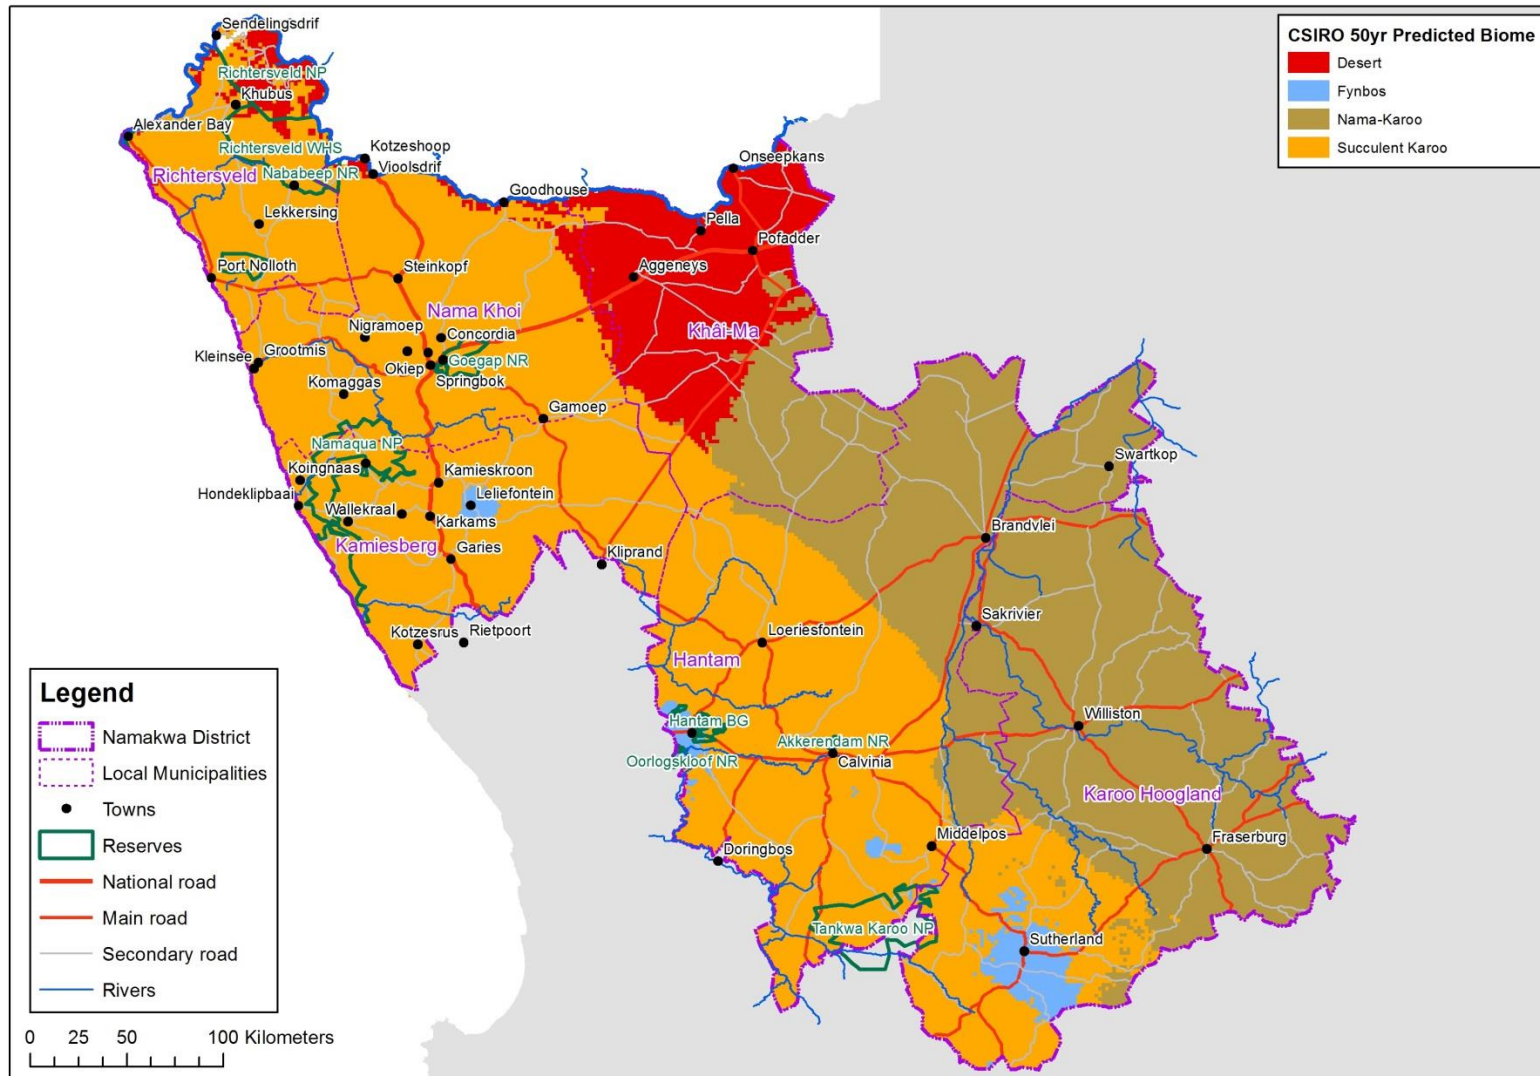 Sendelingsdrif
Richtersveld NP
Khubus
Alexander Bay
Richtersveld WHS
Kotzeshoop
Vioolsdrif
Richtersveld
Nababeep NR
Goodhouse
Onseepkans
Lekkersing
Pella
Pofadder
Port Nolloth
Steinkopf
Aggeneys
Nama Khoi
Khâi-Ma
Nigramoep
Concordia
Kleinsee
Grootmis
Goegap NR
Okiep
Springbok
Komaggas
Gamoep
Namaqua NP
Koingnaas
Kamieskroon
Swartkop
Hondeklipbaai
Leliefontein
Wallekraal
Karkams
Brandvlei
Kamiesberg
Garies
Kliprand
Sakrivier
Kotzesrus
Rietpoort
Loeriesfontein
Hantam
Williston
Hantam BG
Akkerendam NR
Oorlogskloof NR
Calvinia
Karoo Hoogland
Middelpos
Fraserburg
Doringbos
Tankwa Karoo NP
Sutherland
CSIRO 50yr Predicted Biome
Desert
Fynbos
Nama-Karoo
Succulent Karoo
Legend
Namakwa District
Local Municipalities
Towns
Reserves
National road
Main road
Secondary road
Rivers
0 25 50 100 Kilometers